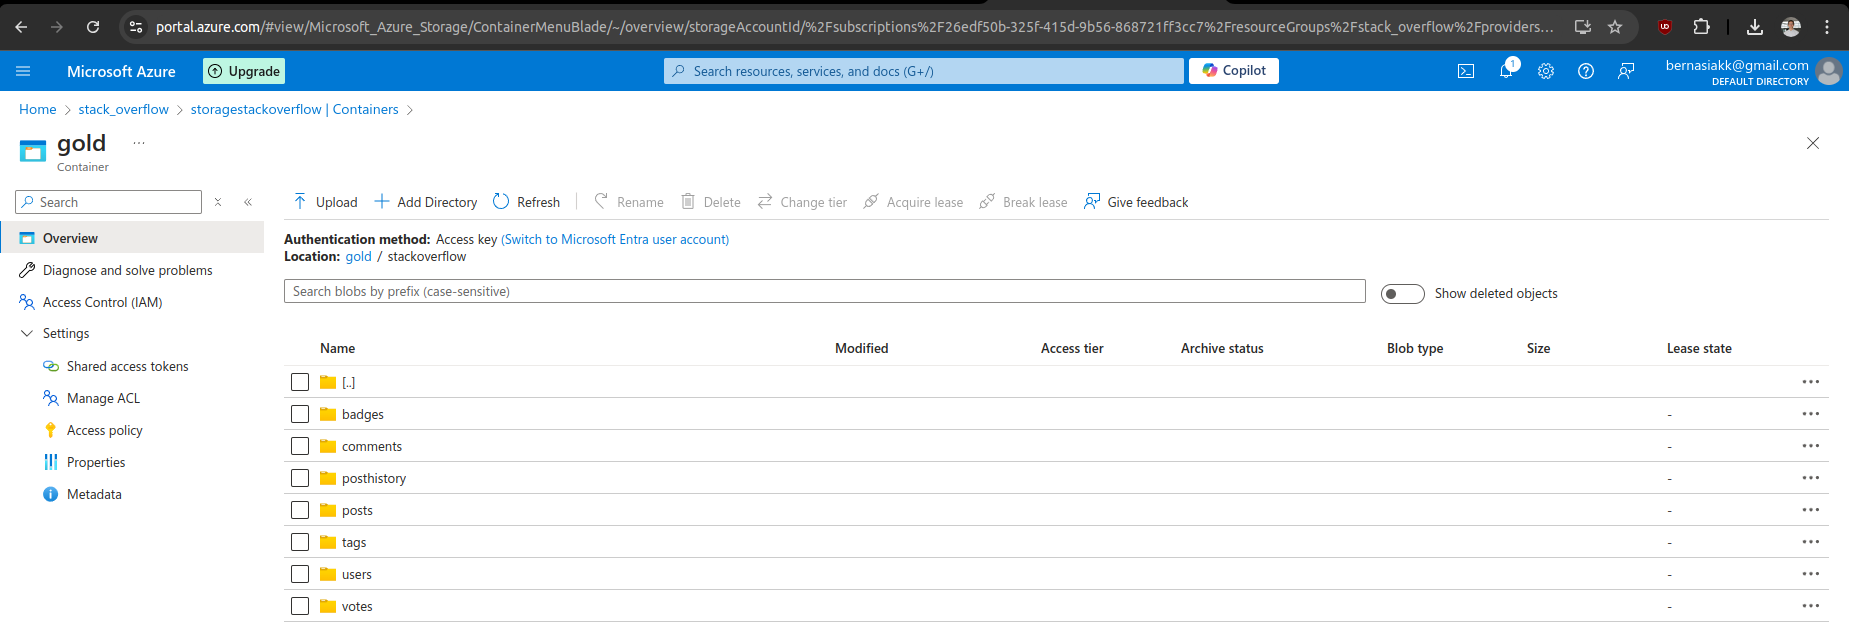 portal.azure.com/#view/Microsoft_Azure_Storage/ContainerMenuBlade/~/overview/storageAccountId/%2Fsubscriptions%2F26edf50b-325f-415d-9b56-868721ff3cc7%2FresourceGroups%2Fstack_overflow%2Fproviders...
Microsoft Azure
Upgrade
Search resources, services, and docs (G+/)
Copilot
1
bernasiakk@gmail.com
DEFAULT DIRECTORY
Home > stack_overflow > storagestackoverflow | Containers >
gold ...
Container
Search
Overview
Diagnose and solve problems
Access Control (IAM)
Settings
Shared access tokens
Manage ACL
Access policy
Properties
Metadata
Upload Add Directory Refresh Rename Delete Change tier Acquire lease Break lease Give feedback
Authentication method: Access key (Switch to Microsoft Entra user account)
Location: gold / stackoverflow
Search blobs by prefix (case-sensitive)
Show deleted objects
Name Modified Access tier Archive status Blob type Size Lease state
[..]
badges -
comments -
posthistory -
posts -
tags -
users -
votes -